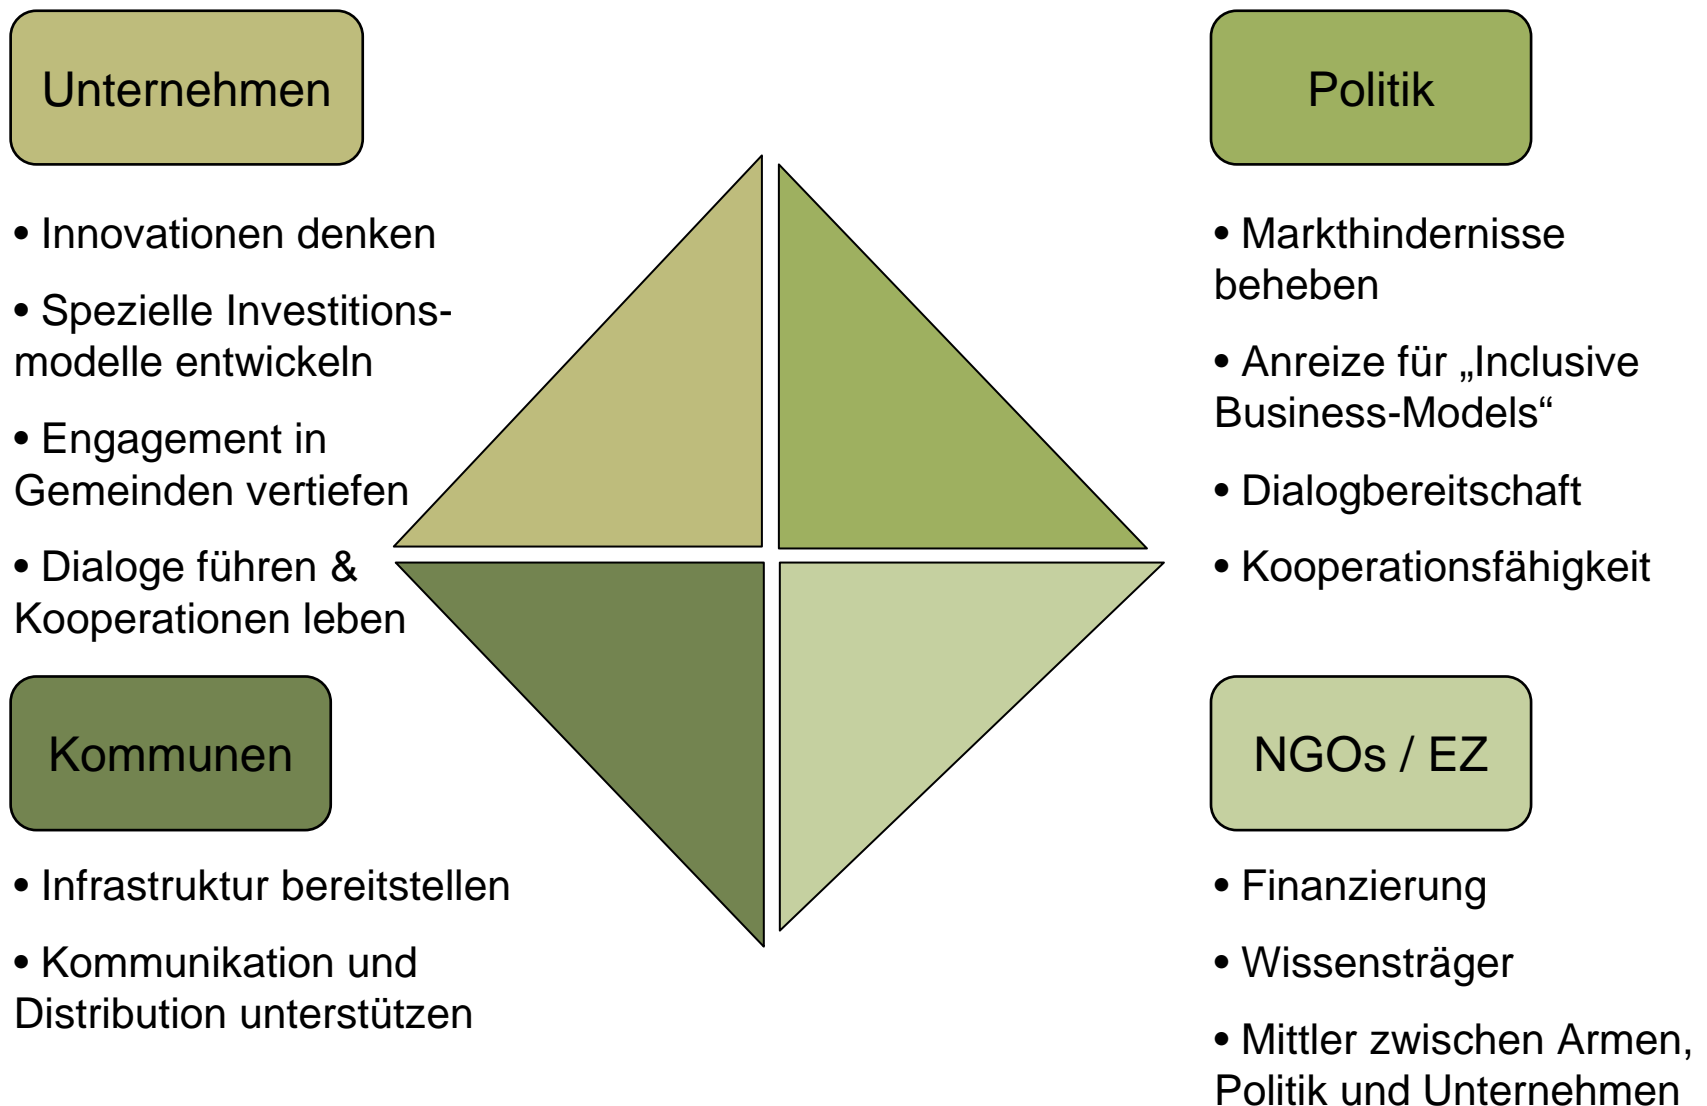 Unternehmen
• Innovationen denken
• Spezielle Investitions-
modelle entwickeln
• Engagement in
Gemeinden vertiefen
• Dialoge führen &
Kooperationen leben
Politik
• Markthindernisse
beheben
• Anreize für „Inclusive
Business-Models“
• Dialogbereitschaft
• Kooperationsfähigkeit
Kommunen
• Infrastruktur bereitstellen
• Kommunikation und
Distribution unterstützen
NGOs / EZ
• Finanzierung
• Wissensträger
• Mittler zwischen Armen,
Politik und Unternehmen